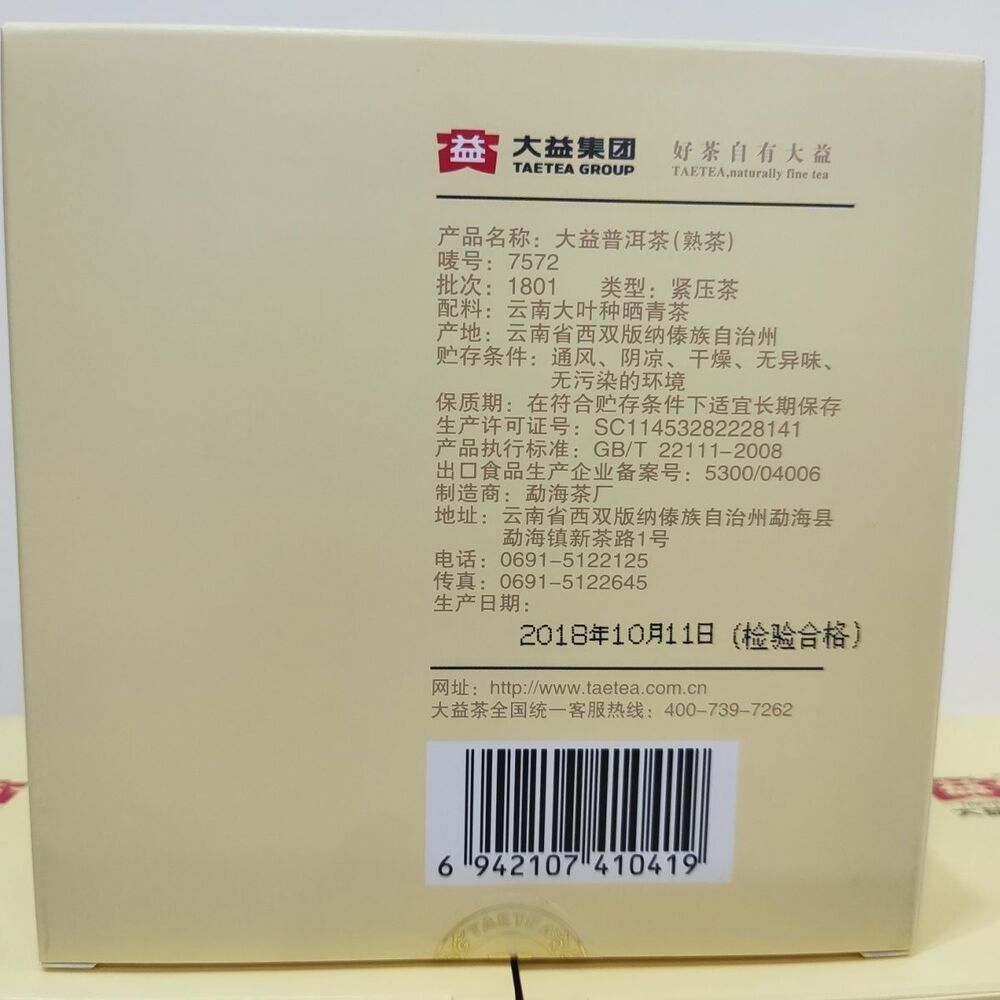 益 大益集团 好茶自有大益
TAETEA GROUP TAETEA,naturally fine tea
产品名称：大益普洱茶(熟茶)
唛号：7572
批次：1801 类型：紧压茶
配料：云南大叶种晒青茶
产地：云南省西双版纳傣族自治州
贮存条件：通风、阴凉、干燥、无异味、
无污染的环境
保质期：在符合贮存条件下适宜长期保存
生产许可证号：SC11453282228141
产品执行标准：GB/T 22111-2008
出口食品生产企业备案号：5300/04006
制造商：勐海茶厂
地址：云南省西双版纳傣族自治州勐海县
勐海镇新茶路1号
电话：0691-5122125
传真：0691-5122645
生产日期：
2018年10月11日 (检验合格)
网址：http://www.taetea.com.cn
大益茶全国统一客服热线：400-739-7262
6 942107 410419
TAETEA